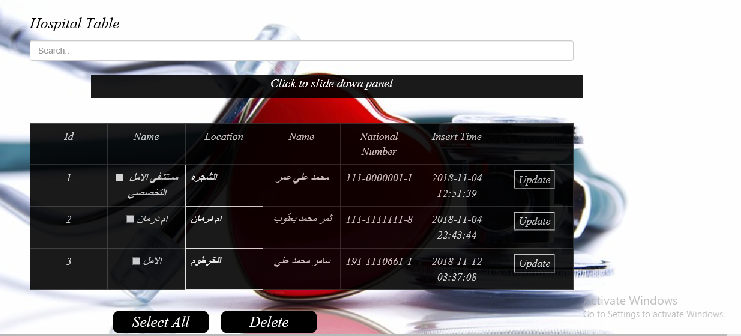 Hospital Table
Search..
Click to slide down panel
Id Name Location Name National Insert Time
Number
1 مستشفى الامل الشجره محمد علي عمر 111-0000001-1 2018-11-04 Update
التخصصي 12:51:39
2 ام درمان ام درمان محمد يعقوب 111-1111111-8 2018-11-04 Update
22:43:44
3 الامل الخرطوم سامر محمد علي 191-1110661-1 2018-11-12 Update
03:37:08
Activate Windows
Go to Settings to activate Windows.
Select All Delete